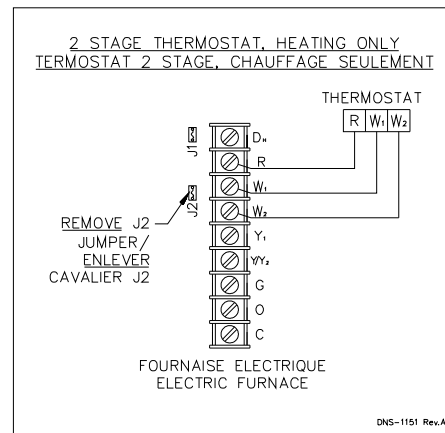 2 STAGE THERMOSTAT, HEATING ONLY
TERMOSTAT 2 STAGE, CHAUFFAGE SEULEMENT
THERMOSTAT
R W1 W2
J1
DH
R
W1
J2
W2
Y1
Y/Y2
G
O
C
REMOVE J2
JUMPER/
ENLEVER
CAVALIER J2
FOURNAISE ELECTRIQUE
ELECTRIC FURNACE
DNS-1151 Rev.A